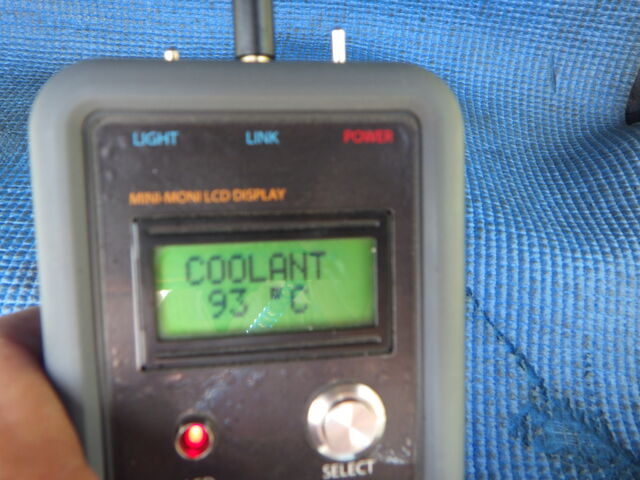 LIGHT LINK POWER
MINI-MONI LCD DISPLAY
COOLANT
93 °C
SELECT